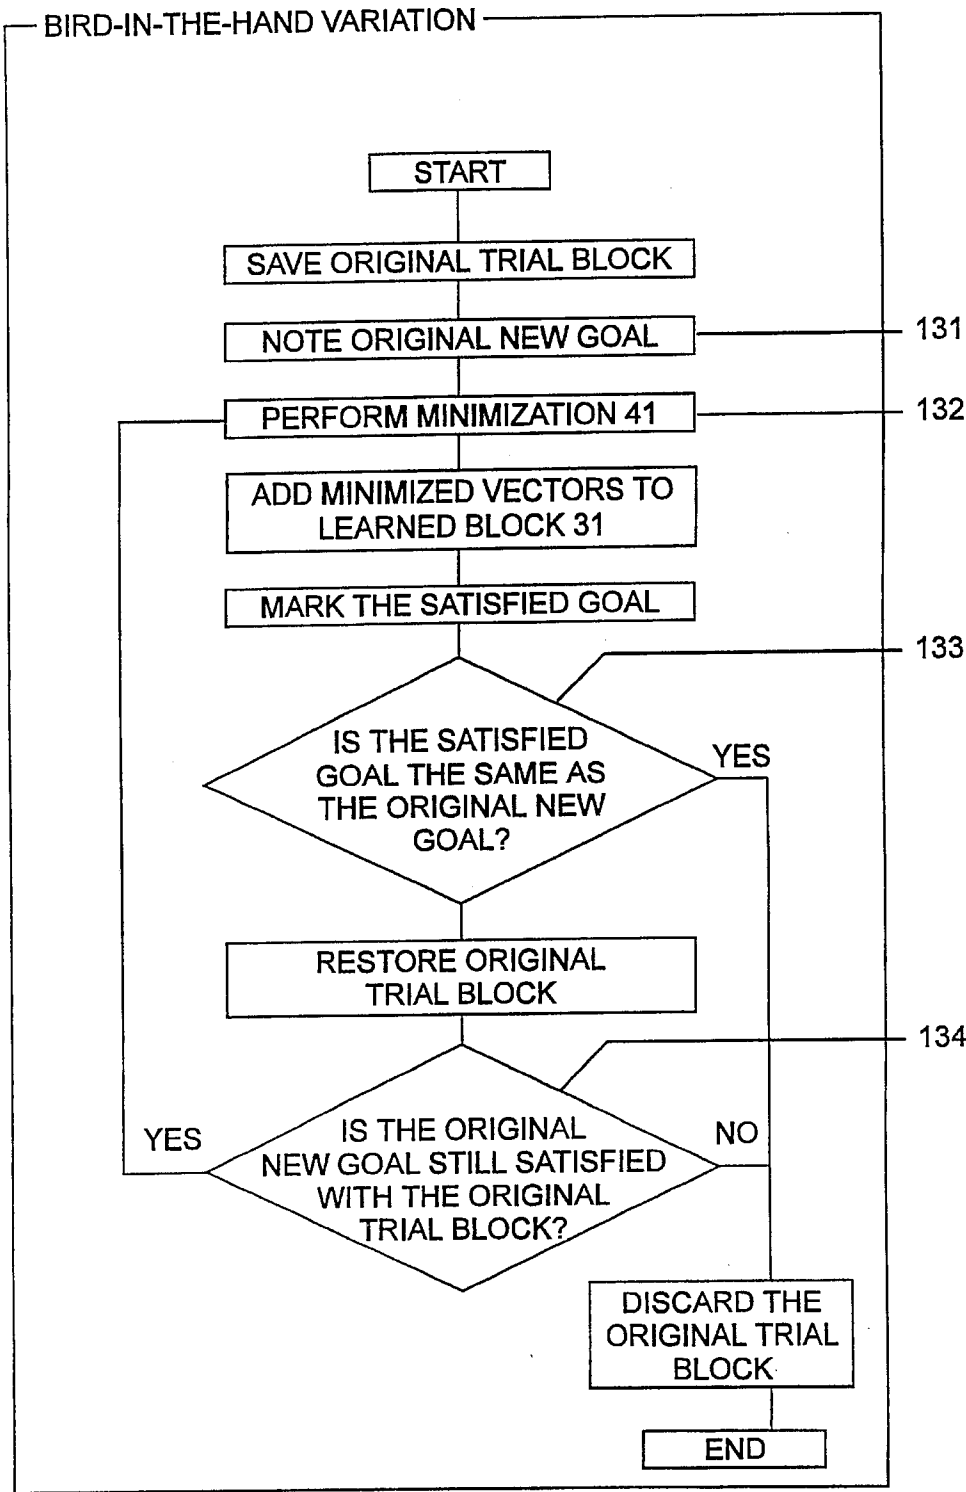 BIRD-IN-THE-HAND VARIATION
START
SAVE ORIGINAL TRIAL BLOCK
NOTE ORIGINAL NEW GOAL
131
PERFORM MINIMIZATION 41
132
ADD MINIMIZED VECTORS TO
LEARNED BLOCK 31
MARK THE SATISFIED GOAL
133
IS THE SATISFIED
GOAL THE SAME AS
THE ORIGINAL NEW
GOAL?
YES
RESTORE ORIGINAL
TRIAL BLOCK
134
YES
IS THE ORIGINAL
NEW GOAL STILL SATISFIED
WITH THE ORIGINAL
TRIAL BLOCK?
NO
DISCARD THE
ORIGINAL TRIAL
BLOCK
END